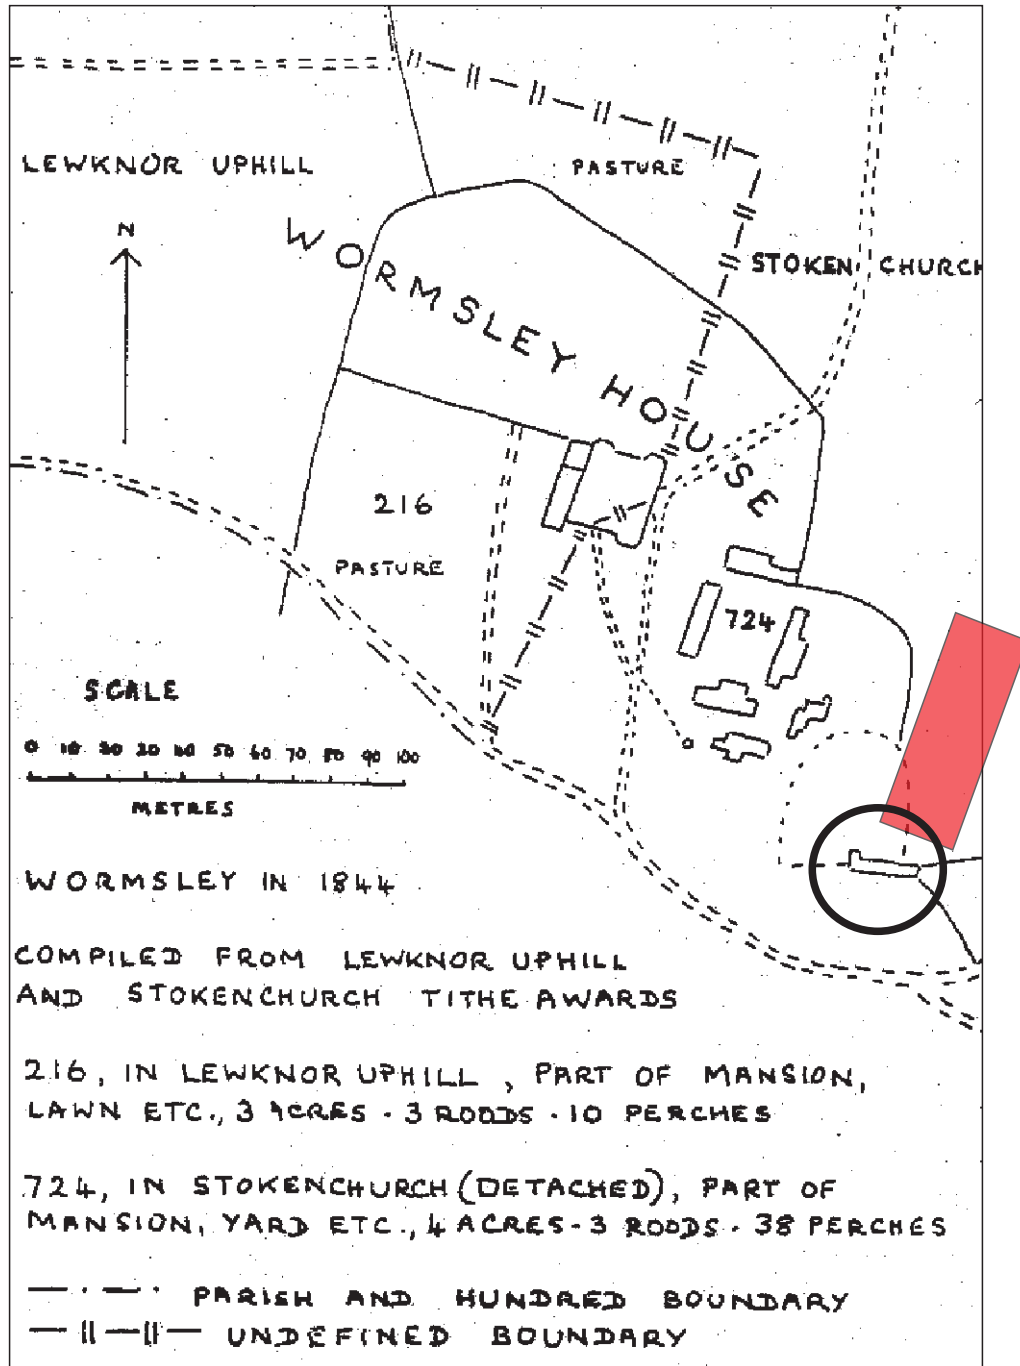 LEWKNOR UPHILL
PASTURE
N
WORMSLEY HOUSE
STOKEN CHURCH
216
PASTURE
724
SCALE
0 10 20 20 40 50 60 70 80 90 100
METRES
WORMSLEY IN 1844
COMPILED FROM LEWKNOR UPHILL
AND STOKENCHURCH TITHE AWARDS
216, IN LEWKNOR UPHILL, PART OF MANSION,
LAWN ETC., 3 ACRES - 3 ROODS - 10 PERCHES
724, IN STOKENCHURCH (DETACHED), PART OF
MANSION, YARD ETC., 4 ACRES - 3 ROODS - 38 PERCHES
PARISH AND HUNDRED BOUNDARY
UNDEFINED BOUNDARY